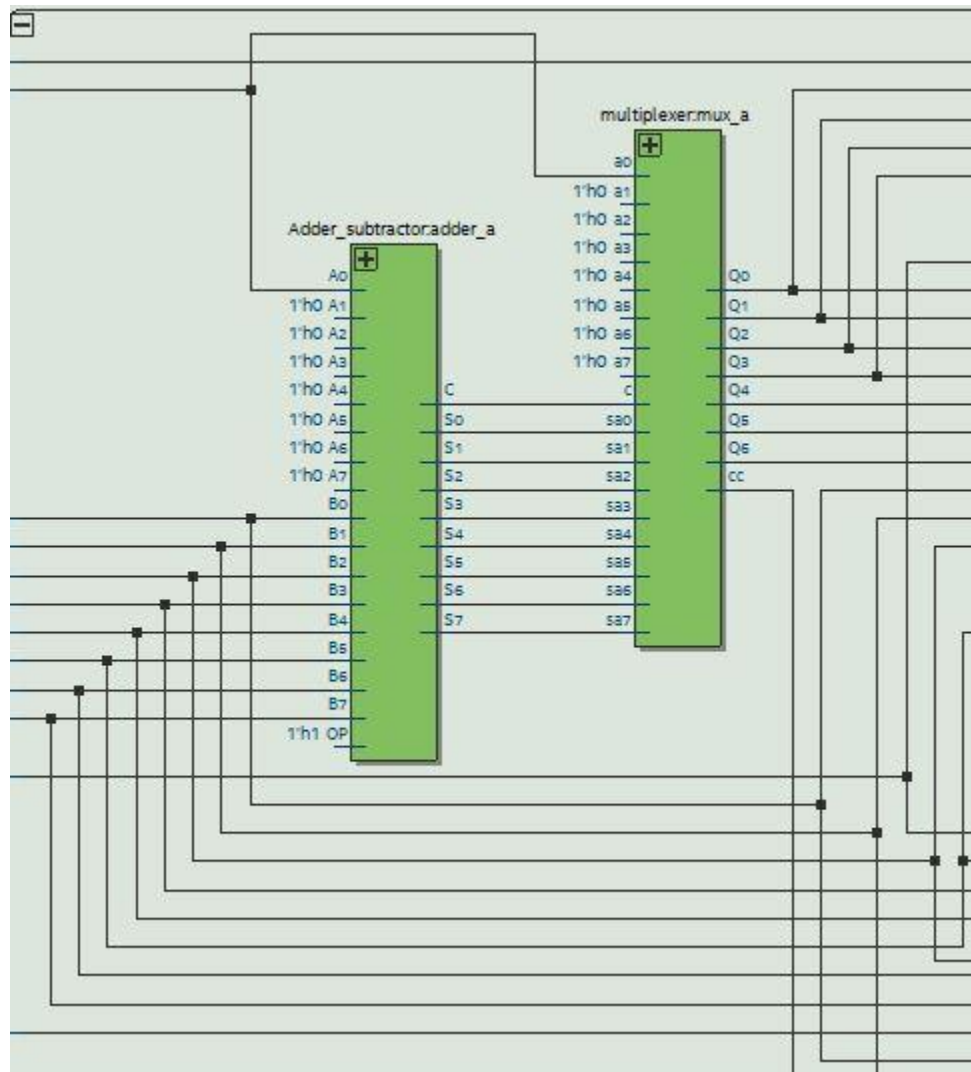 multiplexer:mux_a
a0
1'h0 a1
1'h0 a2
1'h0 a3
1'h0 a4
1'h0 a5
1'h0 a6
1'h0 a7
c
sa0
sa1
sa2
sa3
sa4
sa5
sa6
sa7
Q0
Q1
Q2
Q3
Q4
Q5
Q6
cc
Adder_subtractor:adder_a
A0
1'h0 A1
1'h0 A2
1'h0 A3
1'h0 A4
1'h0 A5
1'h0 A6
1'h0 A7
B0
B1
B2
B3
B4
B5
B6
B7
1'h1 OP
C
S0
S1
S2
S3
S4
S5
S6
S7